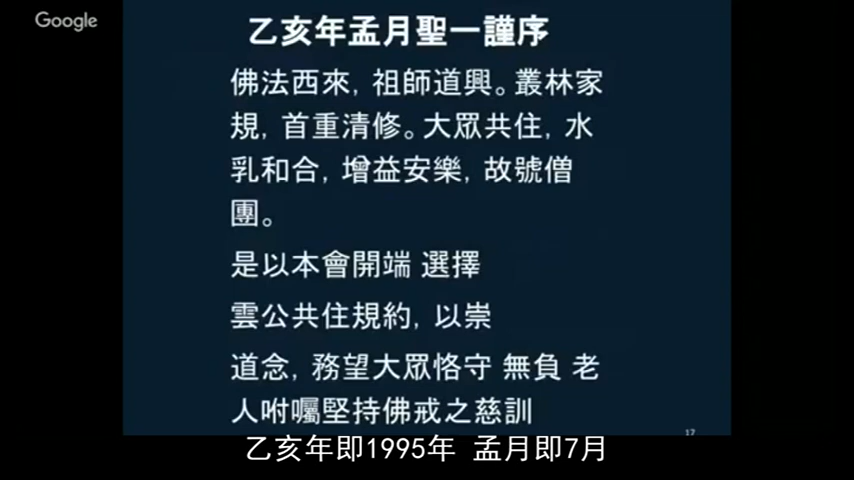 Google
乙亥年孟月聖一謹序
佛法西來，祖師道興。叢林家
規，首重清修。大眾共住，水
乳和合，增益安樂，故號僧
團。
是以本會開端 選擇
雲公共住規約，以崇
道念，務望大眾恪守 無負 老
人咐囑堅持佛戒之慈訓
17
乙亥年即1995年 孟月即7月